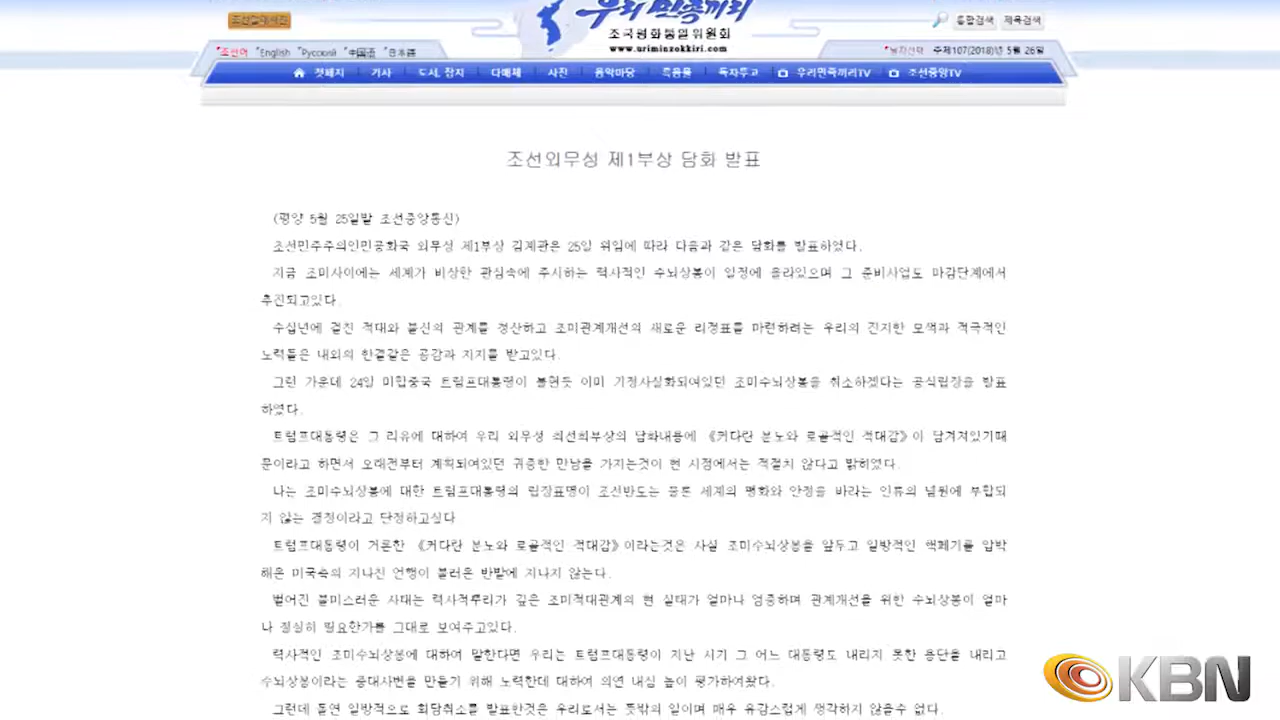 조선말대사전
우리민족끼리
조국평화통일위원회
www.uriminzokkiri.com
통합검색 제목검색
조선어 English Русский 中国语 日本語
날자선택 주체107(2018)년 5월 26일
첫페지 기사 도서, 잡지 다매체 사진 음악마당 특음률 독자투고 우리민족끼리TV 조선중앙TV
조선외무성 제1부상 담화 발표
(평양 5월 25일발 조선중앙통신)
조선민주주의인민공화국 외무성 제1부상 김계관은 25일 위임에 따라 다음과 같은 담화를 발표하였다.
지금 조미사이에는 세계가 비상한 관심속에 주시하는 력사적인 수뇌상봉이 일정에 올라있으며 그 준비사업도 마감단계에서
추진되고있다.
수십년에 걸친 적대와 불신의 관계를 청산하고 조미관계개선의 새로운 리정표를 마련하려는 우리의 진지한 모색과 적극적인
노력들은 내외의 한결같은 공감과 지지를 받고있다.
그런 가운데 24일 미합중국 트럼프대통령이 불현듯 이미 기정사실화되여있던 조미수뇌상봉을 취소하겠다는 공식립장을 발표
하였다.
트럼프대통령은 그 리유에 대하여 우리 외무성 최선희부상의 담화내용에 《커다란 분노와 로골적인 적대감》이 담겨져있기때
문이라고 하면서 오래전부터 계획되여있던 귀중한 만남을 가지는것이 현 시점에서는 적절치 않다고 밝히였다.
나는 조미수뇌상봉에 대한 트럼프대통령의 립장표명이 조선반도는 물론 세계의 평화와 안정을 바라는 인류의 념원에 부합되
지 않는 결정이라고 단정하고싶다.
트럼프대통령이 거론한 《커다란 분노와 로골적인 적대감》이라는것은 사실 조미수뇌상봉을 앞두고 일방적인 핵페기를 압박
해온 미국측의 지나친 언행이 불러온 반발에 지나지 않는다.
벌어진 불미스러운 사태는 력사적뿌리가 깊은 조미적대관계의 현 실태가 얼마나 엄중하며 관계개선을 위한 수뇌상봉이 얼마
나 절실히 필요한가를 그대로 보여주고있다.
력사적인 조미수뇌상봉에 대하여 말한다면 우리는 트럼프대통령이 지난 시기 그 어느 대통령도 내리지 못한 용단을 내리고
수뇌상봉이라는 중대사변을 만들기 위해 노력한데 대하여 의연 내심 높이 평가하여왔다.
그런데 돌연 일방적으로 회담취소를 발표한것은 우리로서는 뜻밖의 일이며 매우 유감스럽게 생각하지 않을수 없다.
KBN